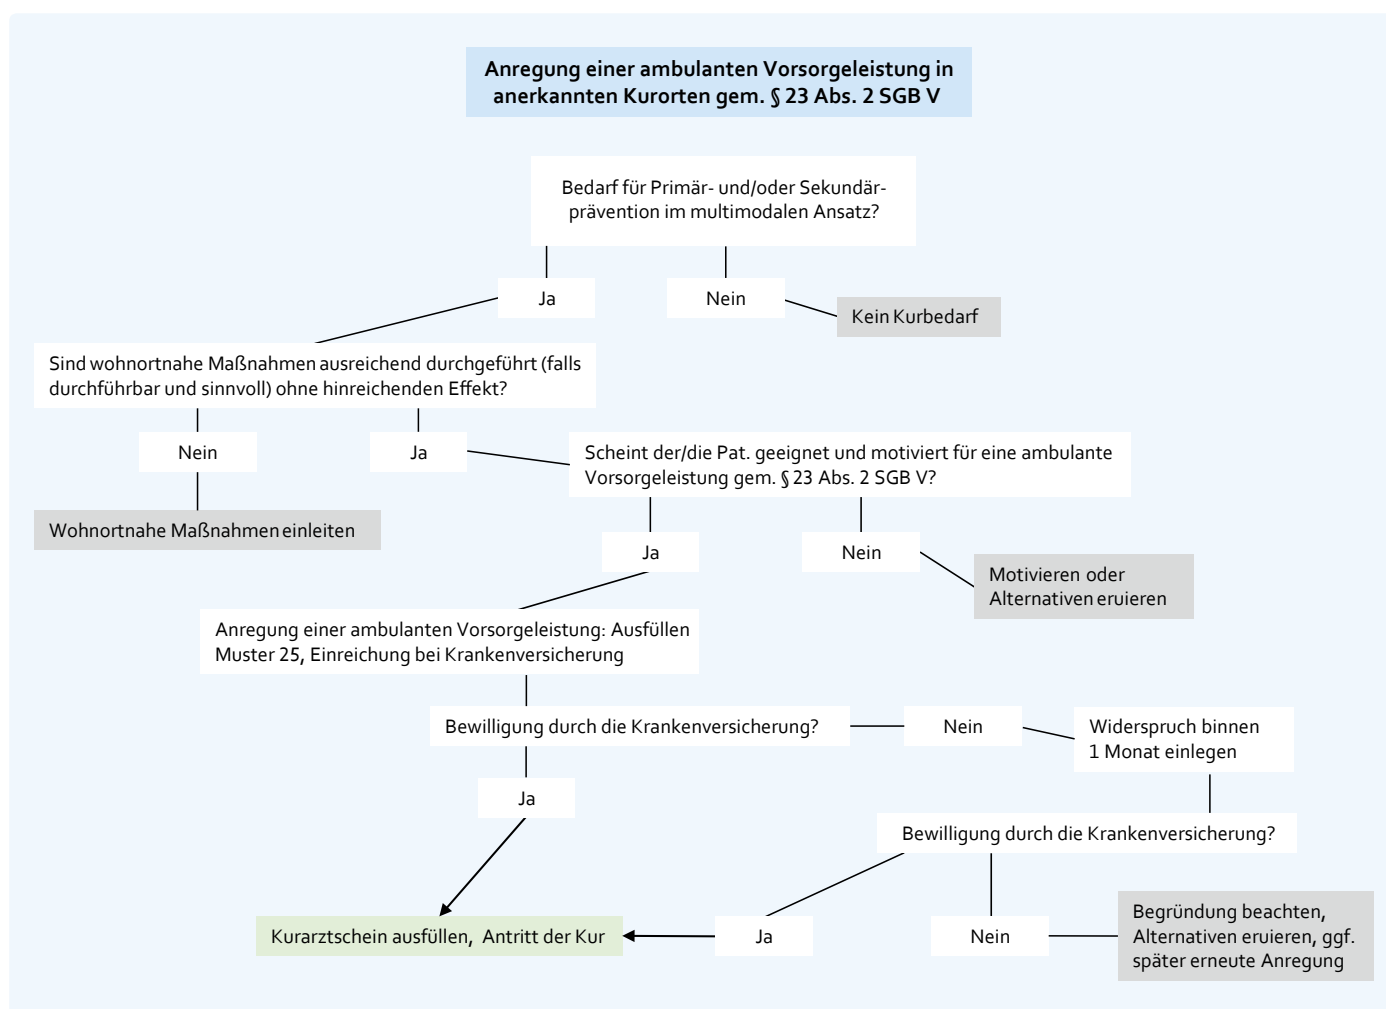 Anregung einer ambulanten Vorsorgeleistung in
anerkannten Kurorten gem. § 23 Abs. 2 SGB V
Bedarf für Primär- und/oder Sekundär-
prävention im multimodalen Ansatz?
Ja
Nein
Kein Kurbedarf
Sind wohnortnahe Maßnahmen ausreichend durchgeführt (falls
durchführbar und sinnvoll) ohne hinreichenden Effekt?
Nein
Ja
Scheint der/die Pat. geeignet und motiviert für eine ambulante
Vorsorgeleistung gem. § 23 Abs. 2 SGB V?
Wohnortnahe Maßnahmen einleiten
Ja
Nein
Motivieren oder
Alternativen eruieren
Anregung einer ambulanten Vorsorgeleistung: Ausfüllen
Muster 25, Einreichung bei Krankenversicherung
Bewilligung durch die Krankenversicherung?
Nein
Widerspruch binnen
1 Monat einlegen
Ja
Bewilligung durch die Krankenversicherung?
Kurarztschein ausfüllen, Antritt der Kur
Ja
Nein
Begründung beachten,
Alternativen eruieren, ggf.
später erneute Anregung